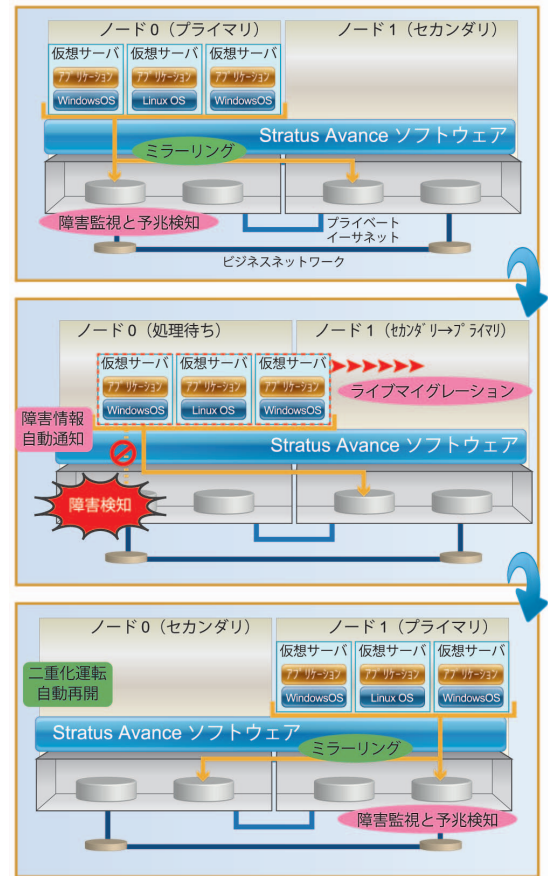 ノード0（プライマリ）
ノード1（セカンダリ）
仮想サーバ
仮想サーバ
仮想サーバ
アプリケーション
アプリケーション
アプリケーション
WindowsOS
Linux OS
WindowsOS
Stratus Avance ソフトウェア
ミラーリング
障害監視と予兆検知
プライベート
イーサネット
ビジネスネットワーク
ノード0（処理待ち）
ノード1（セカンダリ→プライマリ）
仮想サーバ
仮想サーバ
仮想サーバ
アプリケーション
アプリケーション
アプリケーション
WindowsOS
Linux OS
WindowsOS
ライブマイグレーション
障害情報
自動通知
Stratus Avance ソフトウェア
障害検知
ノード0（セカンダリ）
ノード1（プライマリ）
仮想サーバ
仮想サーバ
仮想サーバ
アプリケーション
アプリケーション
アプリケーション
WindowsOS
Linux OS
WindowsOS
二重化運転
自動再開
Stratus Avance ソフトウェア
ミラーリング
障害監視と予兆検知